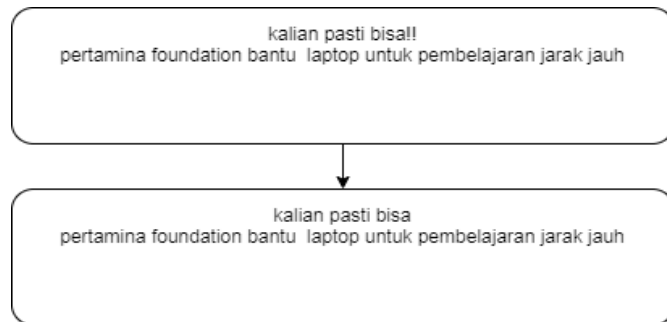 kalian pasti bisa!!
pertamina foundation bantu  laptop untuk pembelajaran jarak jauh
kalian pasti bisa
pertamina foundation bantu  laptop untuk pembelajaran jarak jauh